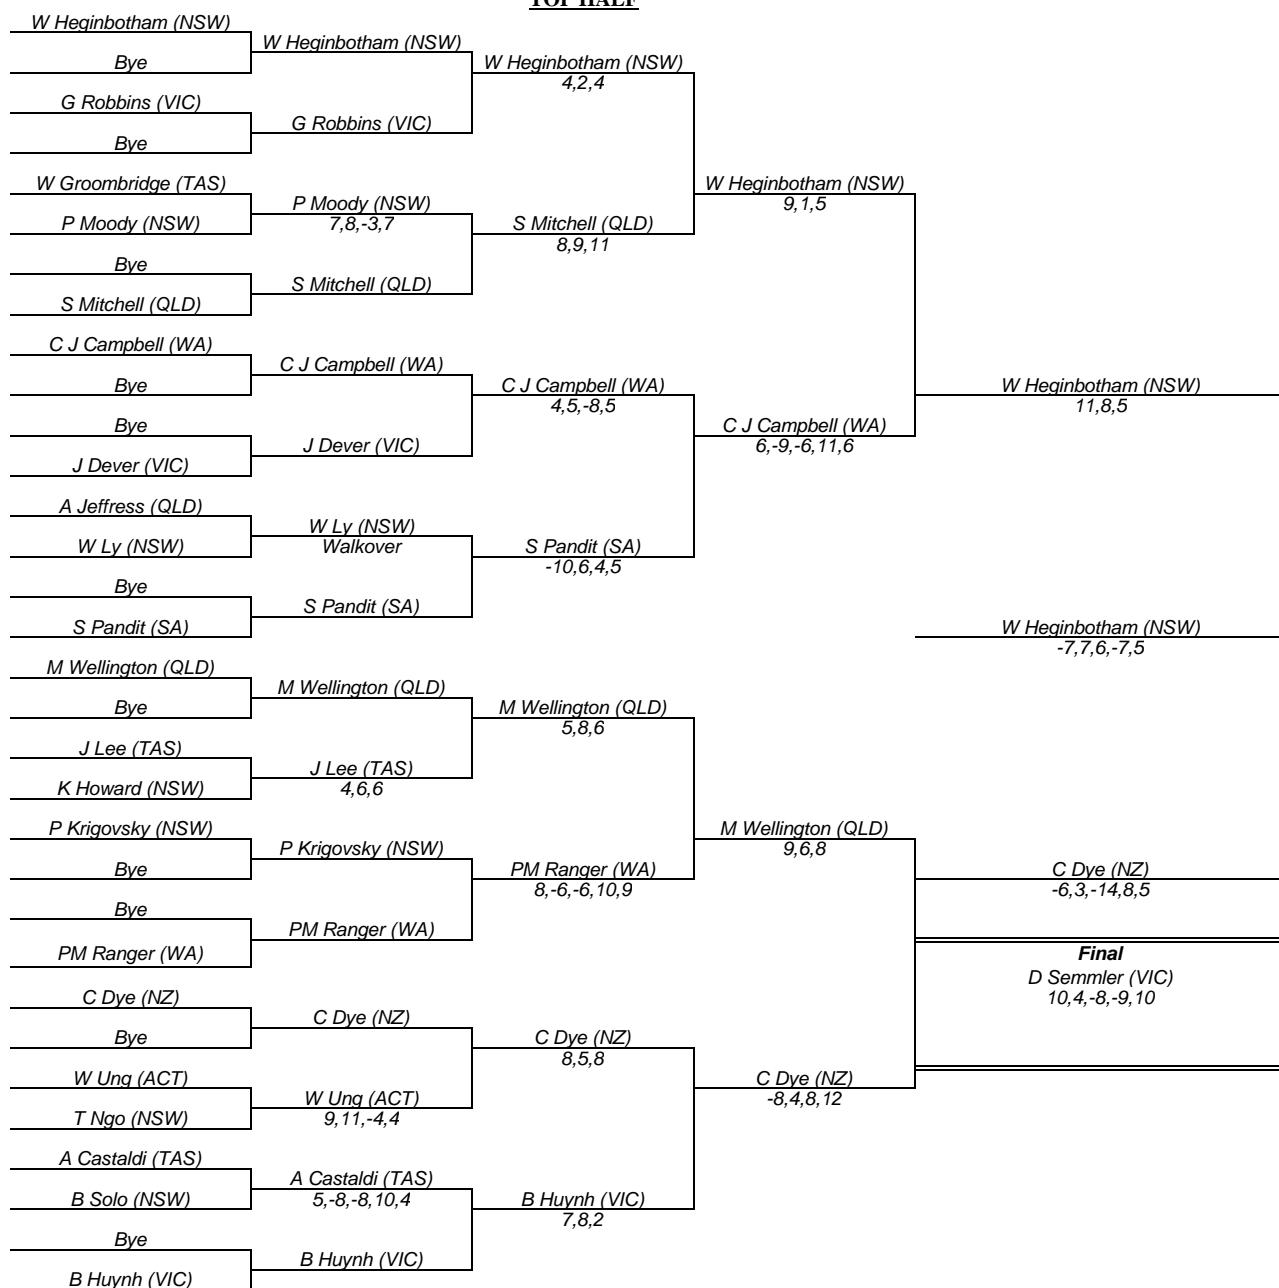 TOP HALF
W Heginbotham (NSW)
Bye
G Robbins (VIC)
Bye
W Groombridge (TAS)
P Moody (NSW)
Bye
S Mitchell (QLD)
C J Campbell (WA)
Bye
Bye
J Dever (VIC)
A Jeffress (QLD)
W Ly (NSW)
Bye
S Pandit (SA)
M Wellington (QLD)
Bye
J Lee (TAS)
K Howard (NSW)
P Krigovsky (NSW)
Bye
Bye
PM Ranger (WA)
C Dye (NZ)
Bye
W Ung (ACT)
T Ngo (NSW)
A Castaldi (TAS)
B Solo (NSW)
Bye
B Huynh (VIC)
W Heginbotham (NSW)
G Robbins (VIC)
P Moody (NSW)
7,8,-3,7
S Mitchell (QLD)
C J Campbell (WA)
J Dever (VIC)
W Ly (NSW)
Walkover
S Pandit (SA)
M Wellington (QLD)
J Lee (TAS)
4,6,6
P Krigovsky (NSW)
PM Ranger (WA)
C Dye (NZ)
W Ung (ACT)
9,11,-4,4
A Castaldi (TAS)
5,-8,-8,10,4
B Huynh (VIC)
W Heginbotham (NSW)
4,2,4
S Mitchell (QLD)
8,9,11
C J Campbell (WA)
4,5,-8,5
S Pandit (SA)
-10,6,4,5
M Wellington (QLD)
5,8,6
PM Ranger (WA)
8,-6,-6,10,9
C Dye (NZ)
8,5,8
B Huynh (VIC)
7,8,2
W Heginbotham (NSW)
9,1,5
C J Campbell (WA)
6,-9,-6,11,6
M Wellington (QLD)
9,6,8
C Dye (NZ)
-8,4,8,12
W Heginbotham (NSW)
11,8,5
W Heginbotham (NSW)
-7,7,6,-7,5
C Dye (NZ)
-6,3,-14,8,5
Final
D Semmler (VIC)
10,4,-8,-9,10